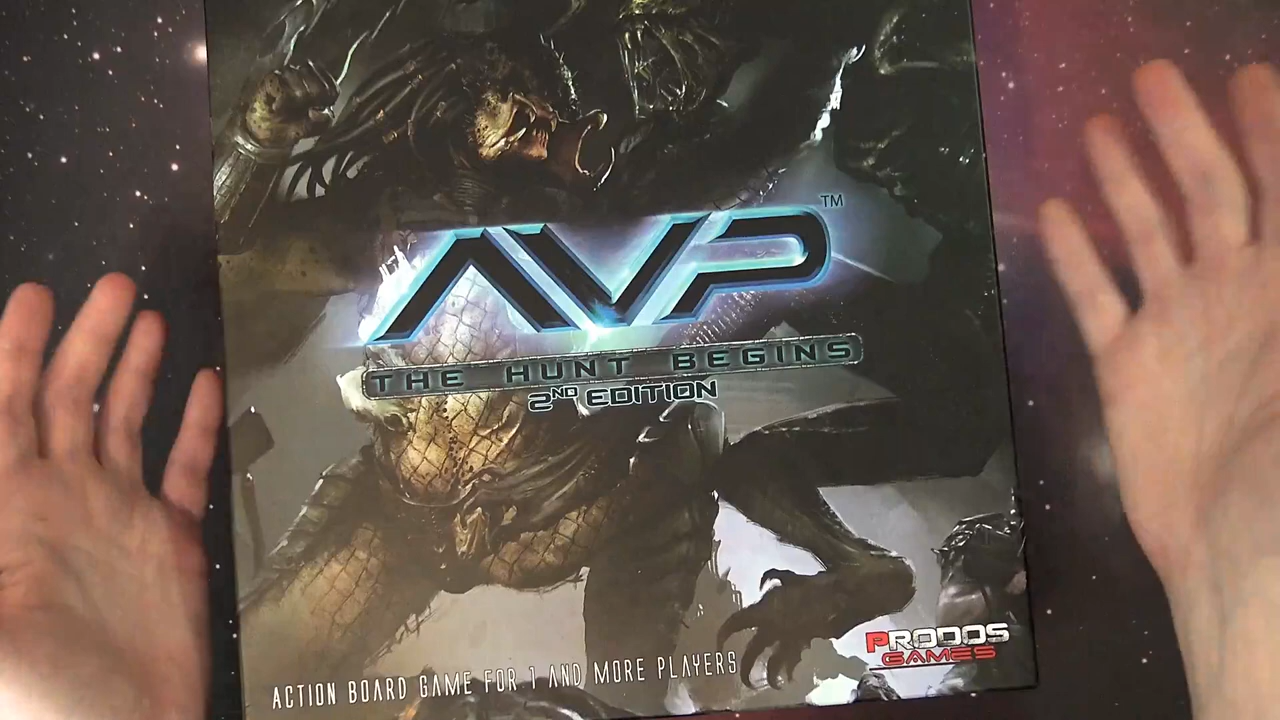 AVP™
THE HUNT BEGINS
2ND EDITION
PRODOS
GAMES
ACTION BOARD GAME FOR 1 AND MORE PLAYERS